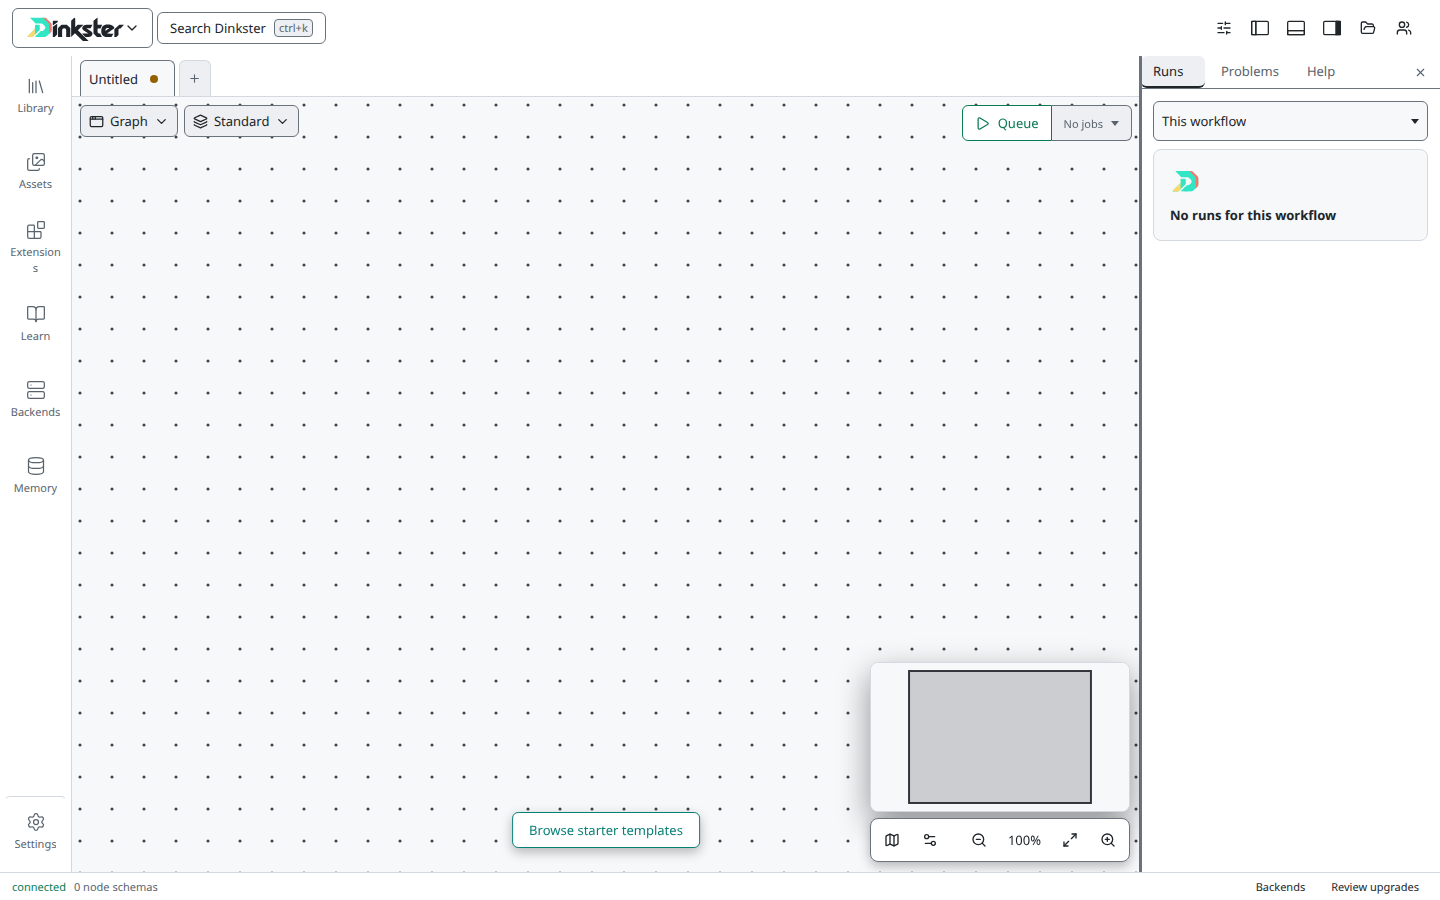 Dinkster
Search Dinkster ctrl+k
Untitled
+
Runs
Problems
Help
Library
Graph
Standard
Queue
No jobs
This workflow
No runs for this workflow
Assets
Extension
s
Learn
Backends
Memory
Settings
Browse starter templates
100%
connected
0 node schemas
Backends
Review upgrades